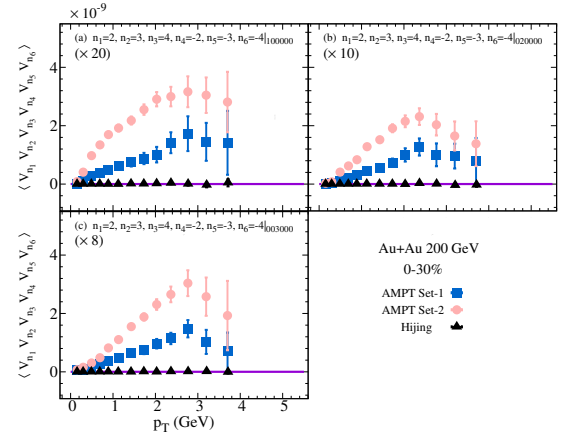 ×10⁻⁹
(a) n₁=2, n₂=3, n₃=4, n₄=-2, n₅=-3, n₆=-4|₁₀₀₀₀₀
(× 20)
(b) n₁=2, n₂=3, n₃=4, n₄=-2, n₅=-3, n₆=-4|₀₂₀₀₀₀
(× 10)
4
2
0
⟨ V_n₁ V_n₂ V_n₃ V_n₄ V_n₅ V_n₆ ⟩
(c) n₁=2, n₂=3, n₃=4, n₄=-2, n₅=-3, n₆=-4|₀₀₃₀₀₀
(× 8)
4
2
0
⟨ V_n₁ V_n₂ V_n₃ V_n₄ V_n₅ V_n₆ ⟩
0 1 2 3 4 5
p_T (GeV)
Au+Au 200 GeV
0-30%
AMPT Set-1
AMPT Set-2
Hijing